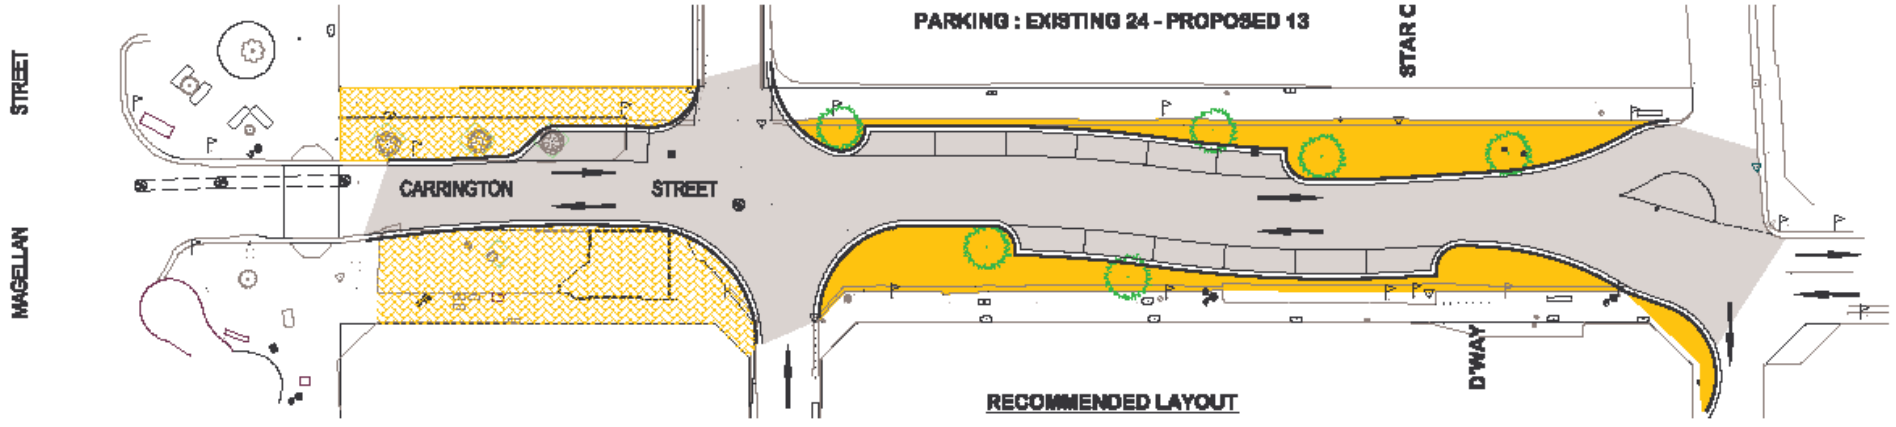 PARKING : EXISTING 24 - PROPOSED 13
STAR C
MAGELLAN STREET
CARRINGTON STREET
D'WAY
RECOMMENDED LAYOUT